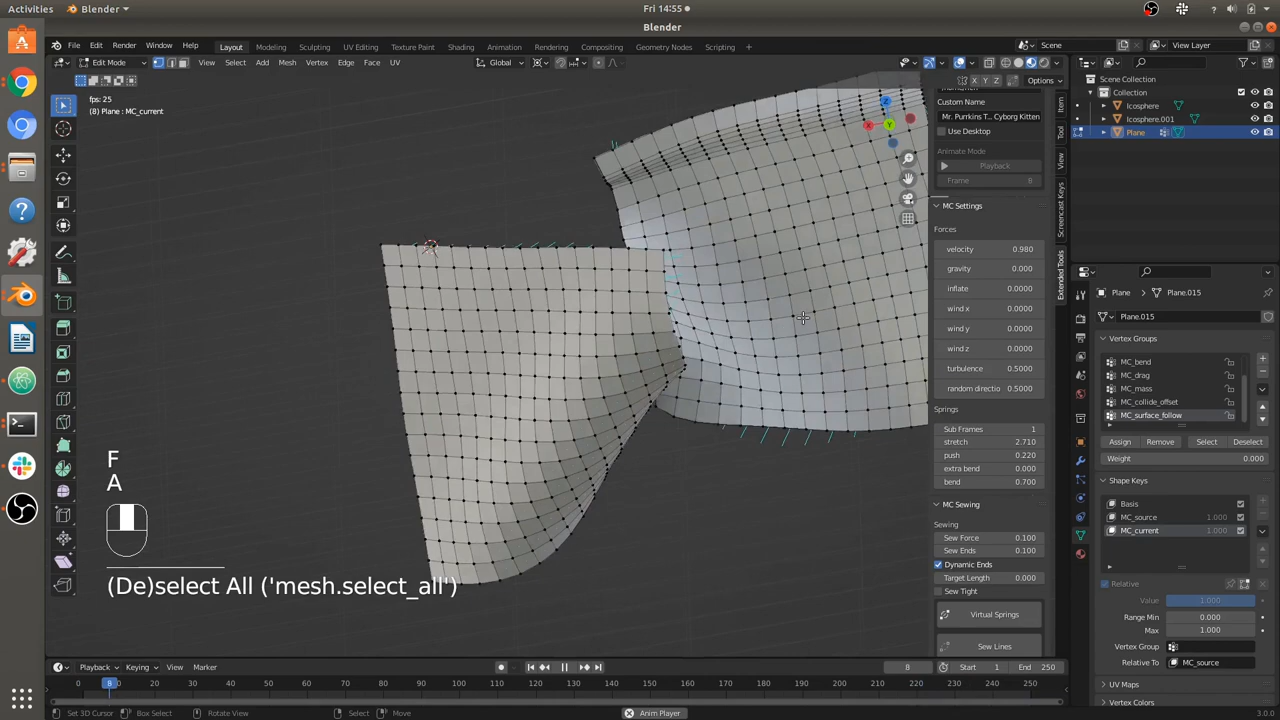 Activities
Blender
Fri 14:55
?
Blender
File Edit Render Window Help
Layout Modeling Sculpting UV Editing Texture Paint Shading Animation Rendering Compositing Geometry Nodes Scripting +
Scene
View Layer
Edit Mode
View Select Add Mesh Vertex Edge Face UV
Global
X Y Z
Options
fps: 25
(8) Plane : MC_current
Z
X
Y
Custom Name
Mr. Purrkins T... Cyborg Kitten
Use Desktop
Animate Mode
Playback
Frame 8
MC Settings
Forces
velocity 0.980
gravity 0.000
inflate 0.0000
wind x 0.0000
wind y 0.0000
wind z 0.0000
turbulence 0.5000
random directio 0.5000
Springs
Sub Frames 1
stretch 2.710
push 0.220
extra bend 0.000
bend 0.700
MC Sewing
Sewing
Sew Force 0.100
Sew Ends 0.100
Dynamic Ends
Target Length 0.000
Sew Tight
Virtual Springs
Sew Lines
Item
Tool
View
Screencast Keys
Extended Tools
Scene Collection
Collection
Icosphere
Icosphere.001
Plane
Plane
Plane.015
Plane.015
Vertex Groups
MC_bend
MC_drag
MC_mass
MC_collide_offset
MC_surface_follow
Assign Remove Select Deselect
Weight 0.000
Shape Keys
Basis
MC_source 1.000
MC_current 1.000
Relative
Value 1.000
Range Min 0.000
Max 1.000
Vertex Group
Relative To MC_source
UV Maps
Vertex Colors
F
A
(De)select All ('mesh.select_all')
Playback Keying View Marker
8
Start 1
End 250
0 8 20 30 40 50 60 70 80 90 100 110 120 130 140 150 160 170 180 190 200 210 220 230 240 250
Set 3D Cursor Box Select Rotate View Select Move
Anim Player
3.0.0